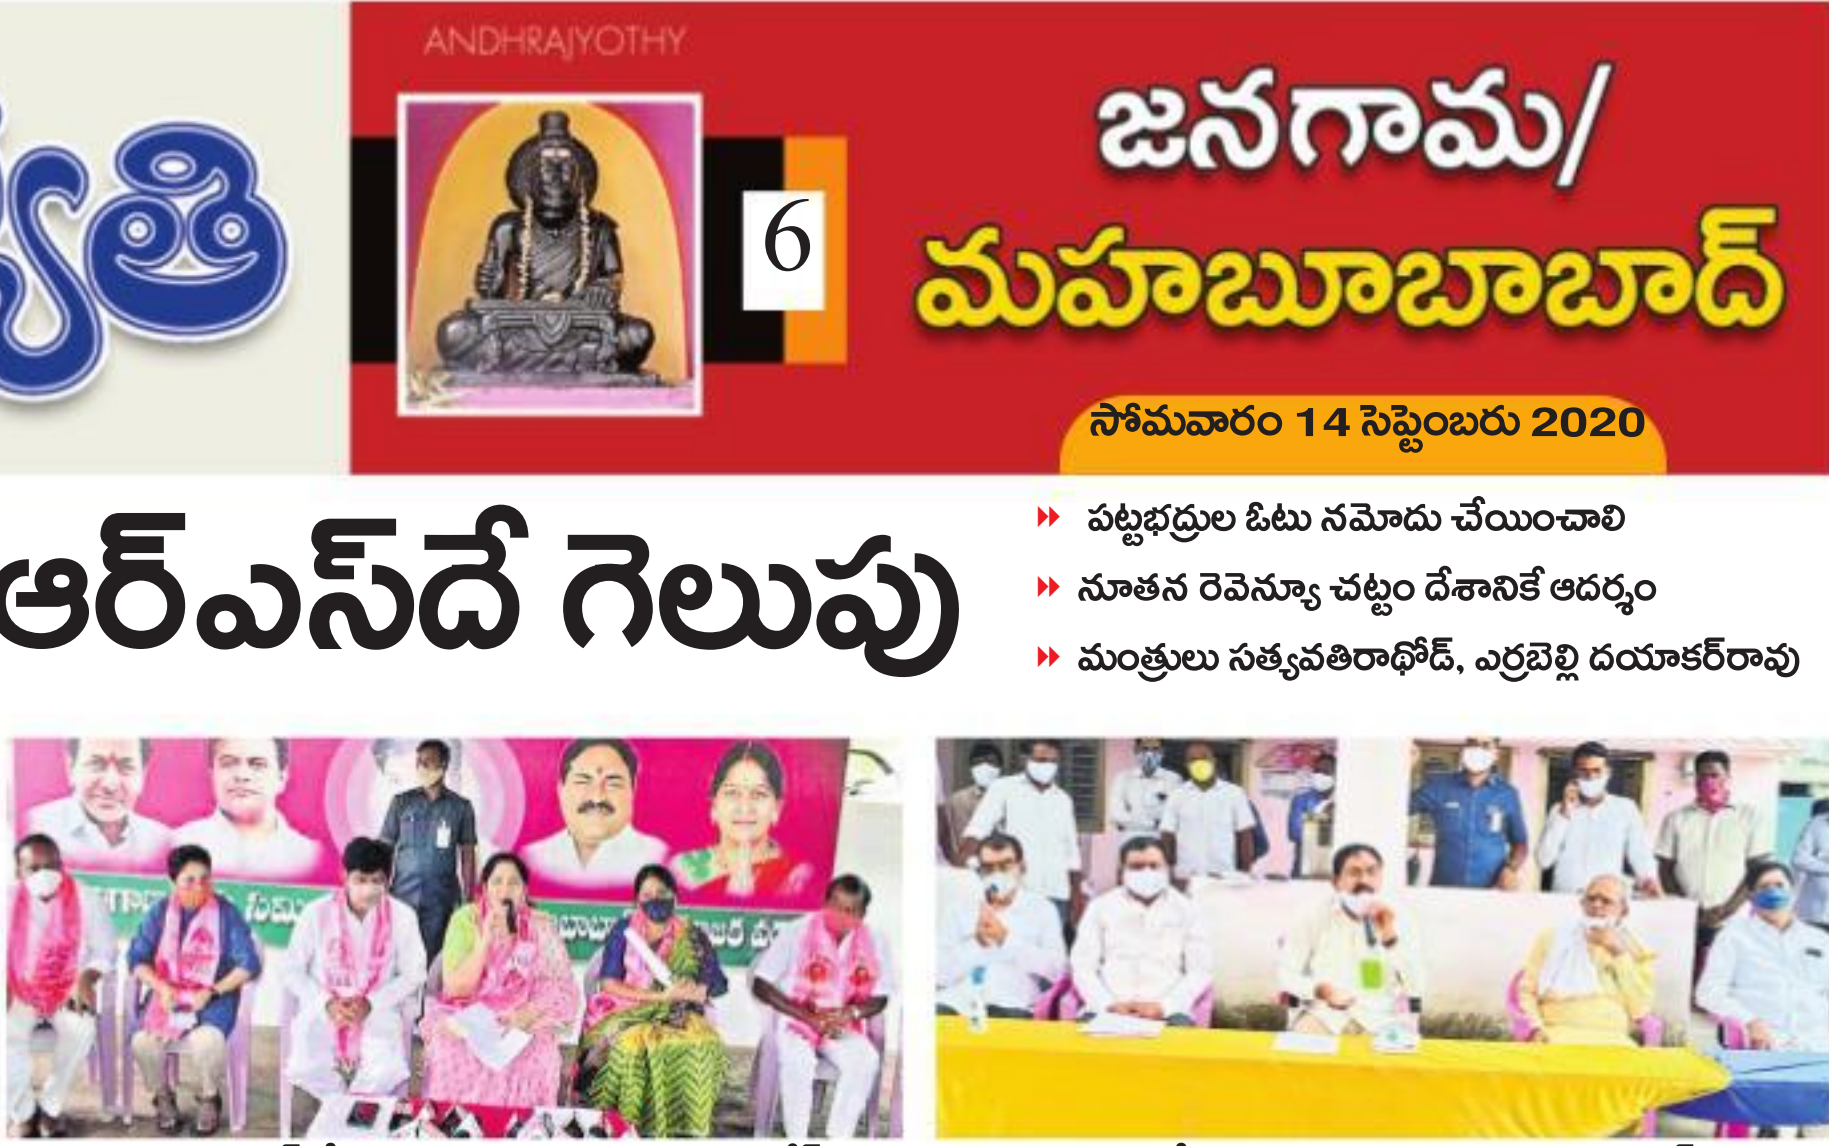 ANDHRAJYOTHY
జనగామ/
మహబూబాబాద్
6
సోమవారం 14 సెప్టెంబరు 2020
ఆర్ఎస్‌దే గెలుపు
పట్టభద్రుల ఓటు నమోదు చేయించాలి
నూతన రెవెన్యూ చట్టం దేశానికే ఆదర్శం
మంత్రులు సత్యవతిరాథోడ్, ఎర్రబెల్లి దయాకర్‌రావు